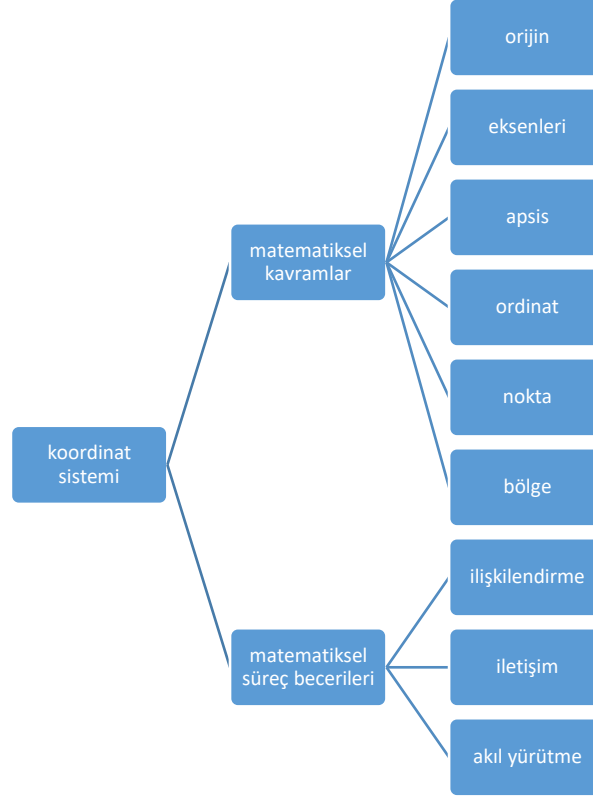 orijin
eksenleri
apsis
matematiksel
kavramlar
ordinat
nokta
koordinat
sistemi
bölge
ilişkilendirme
matematiksel
süreç becerileri
iletişim
akıl yürütme